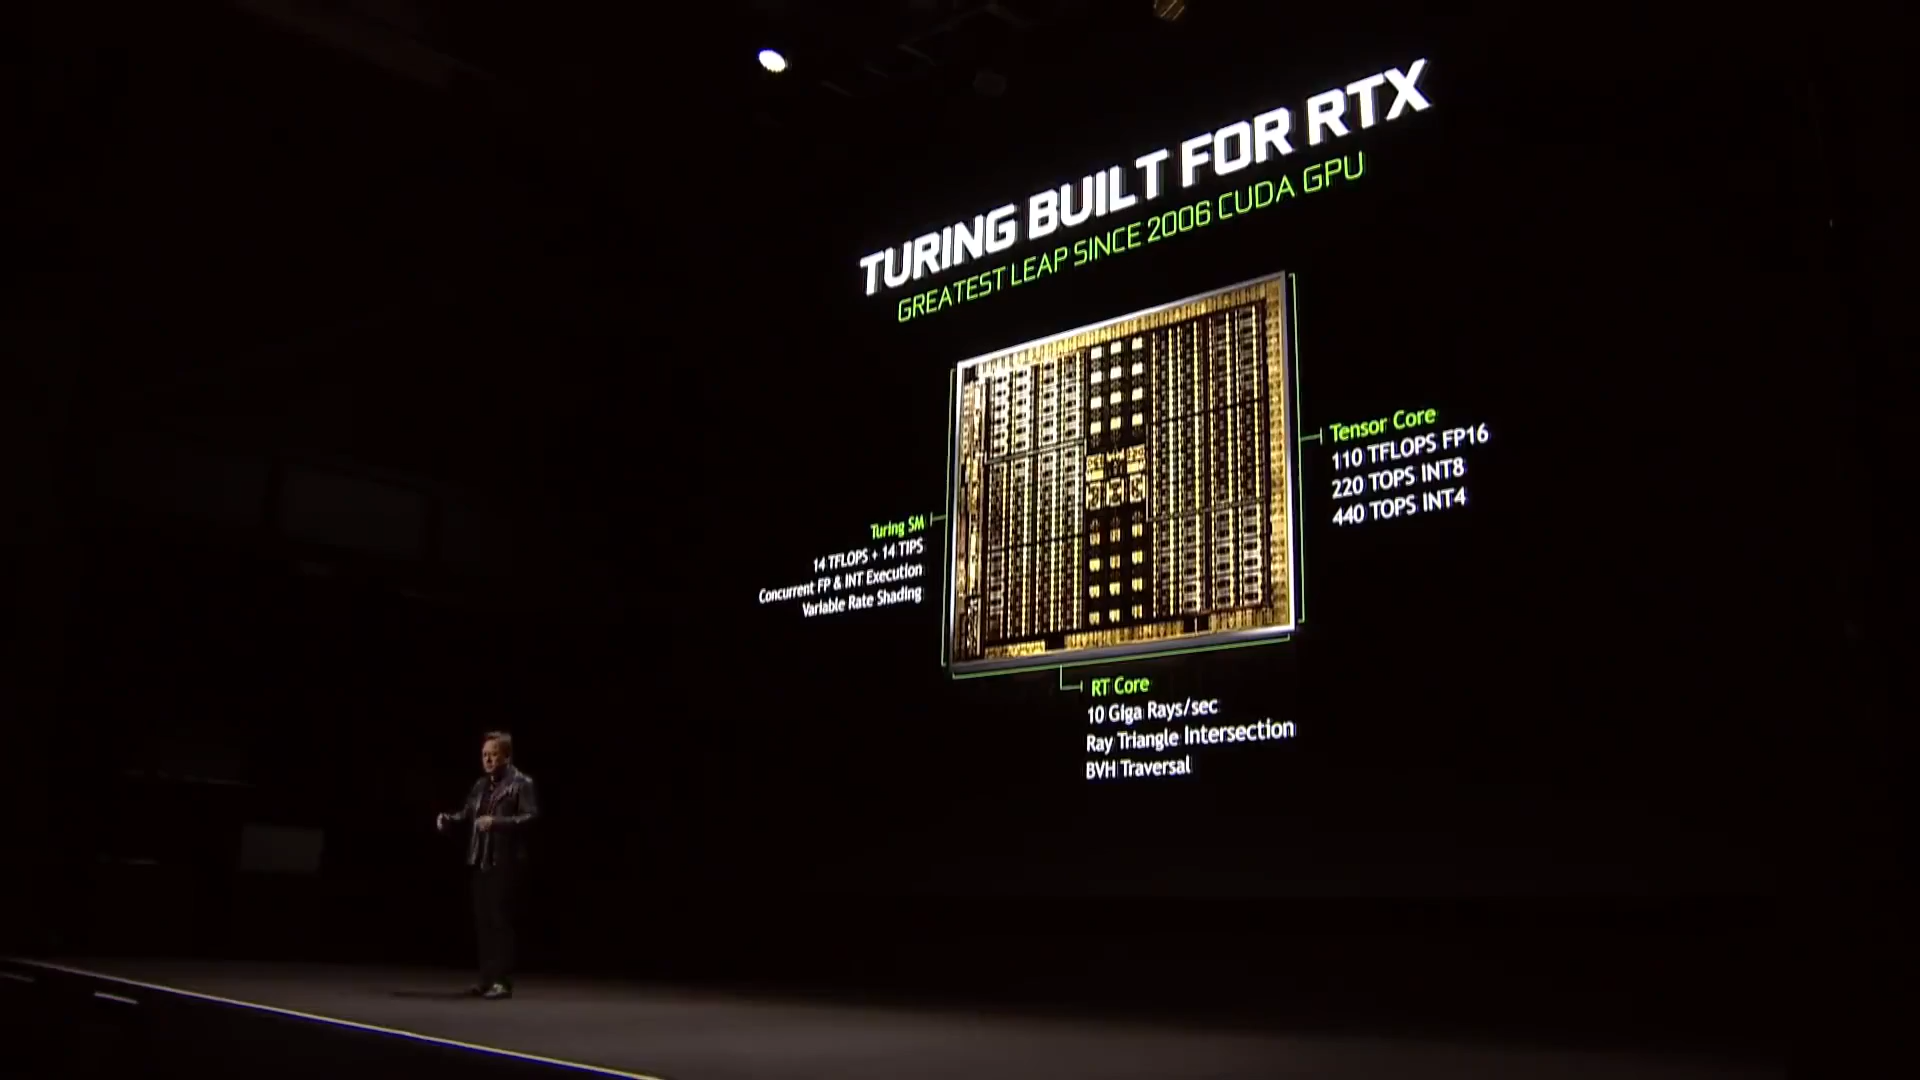 TURING BUILT FOR RTX
GREATEST LEAP SINCE 2006 CUDA GPU
Tensor Core
110 TFLOPS FP16
220 TOPS INT8
440 TOPS INT4
Turing SM
14 TFLOPS + 14 TIPS
Concurrent FP & INT Execution
Variable Rate Shading
RT Core
10 Giga Rays/sec
Ray Triangle Intersection
BVH Traversal